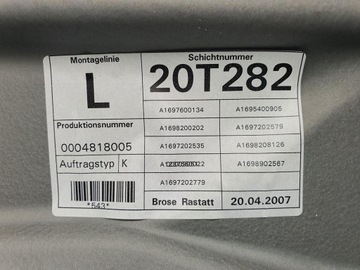 Montagelinie
Schichtnummer
L
20T282
A1697600134
A1695400905
A1698200202
A1697202579
Produktionsnummer
0004818005
A1697202535
A1698208126
Auftragstyp K
A1698902567
A1697202779
*543*
Brose Rastatt
20.04.2007